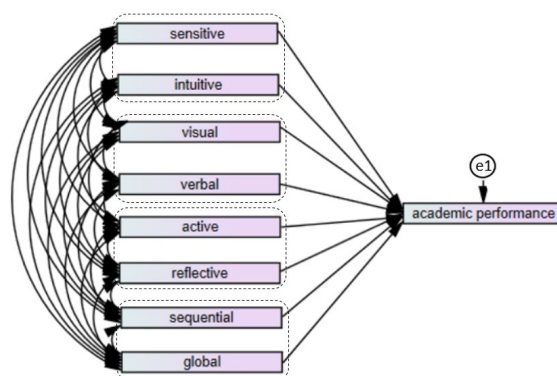 sensitive
intuitive
visual
verbal
active
reflective
sequential
global
e1
academic performance